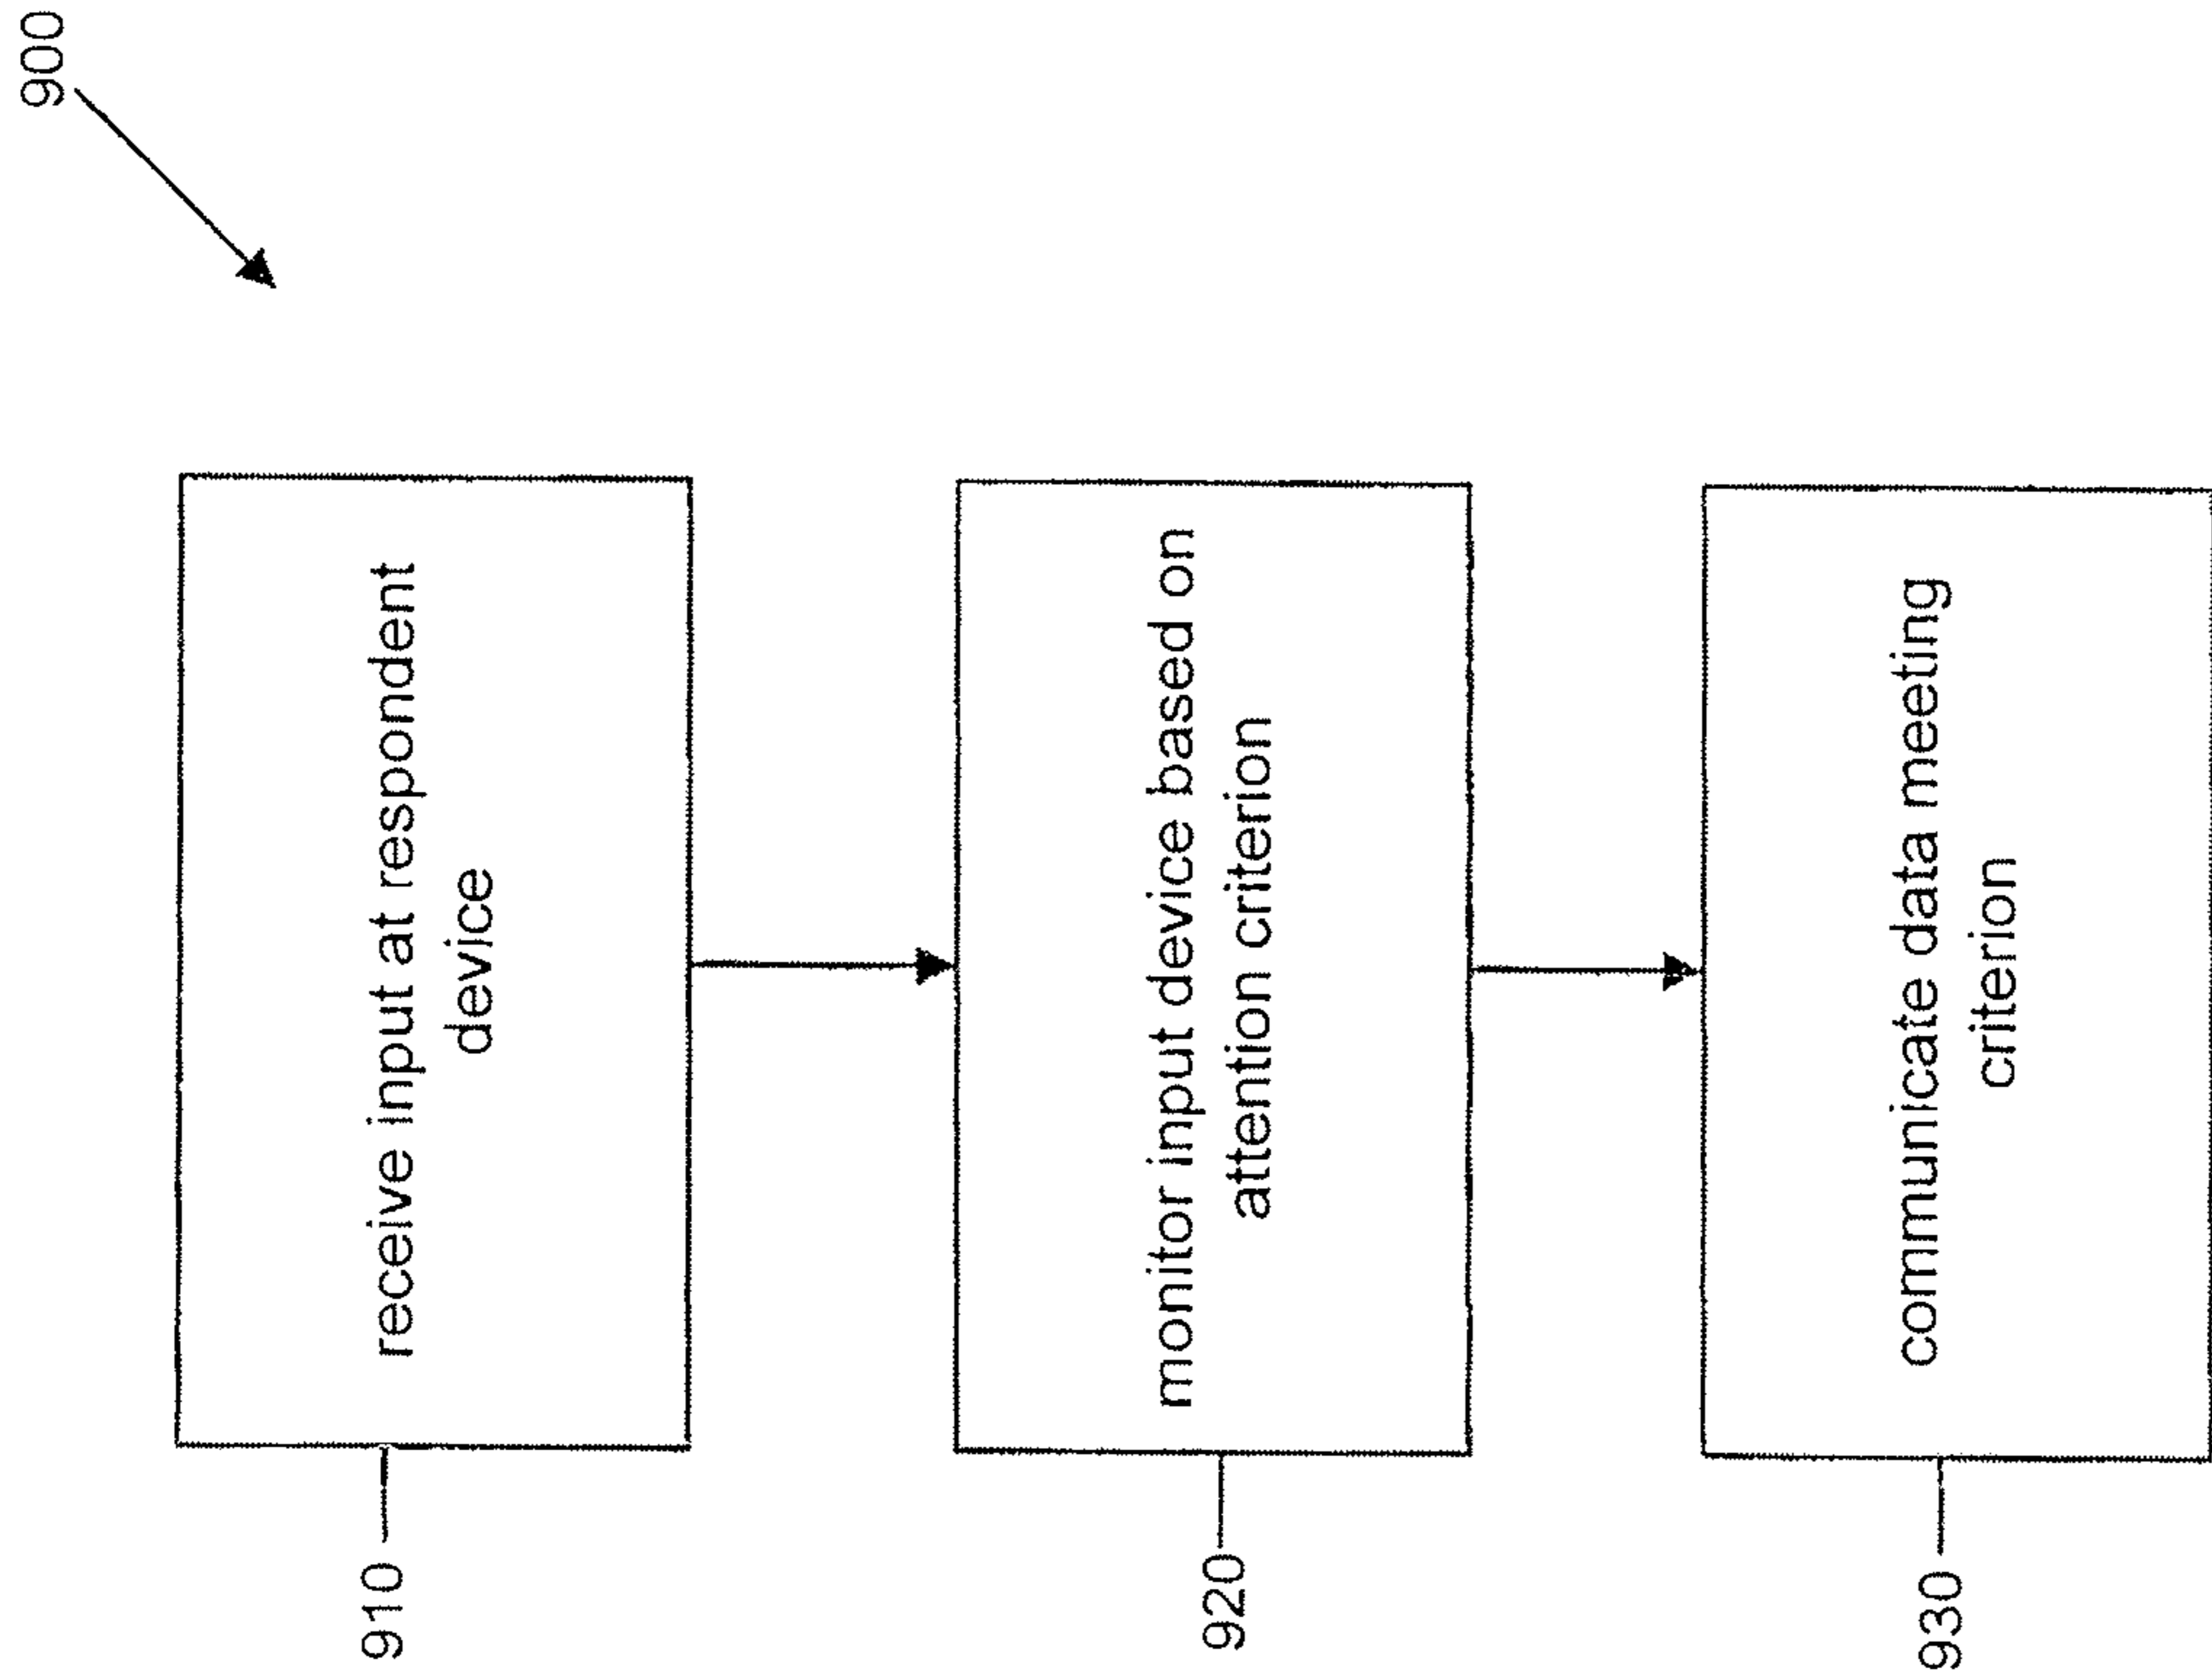 900
910
receive input at respondent
device
920
monitor input device based on
attention criterion
930
communicate data meeting
criterion